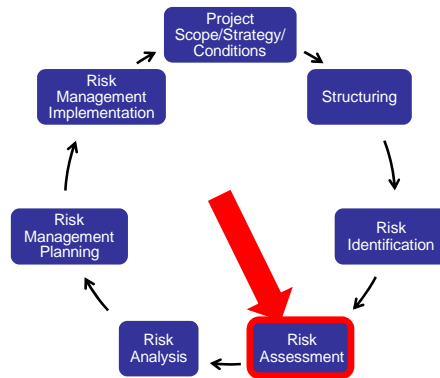 Project
Scope/Strategy/
Conditions
Structuring
Risk
Identification
Risk
Assessment
Risk
Analysis
Risk
Management
Planning
Risk
Management
Implementation